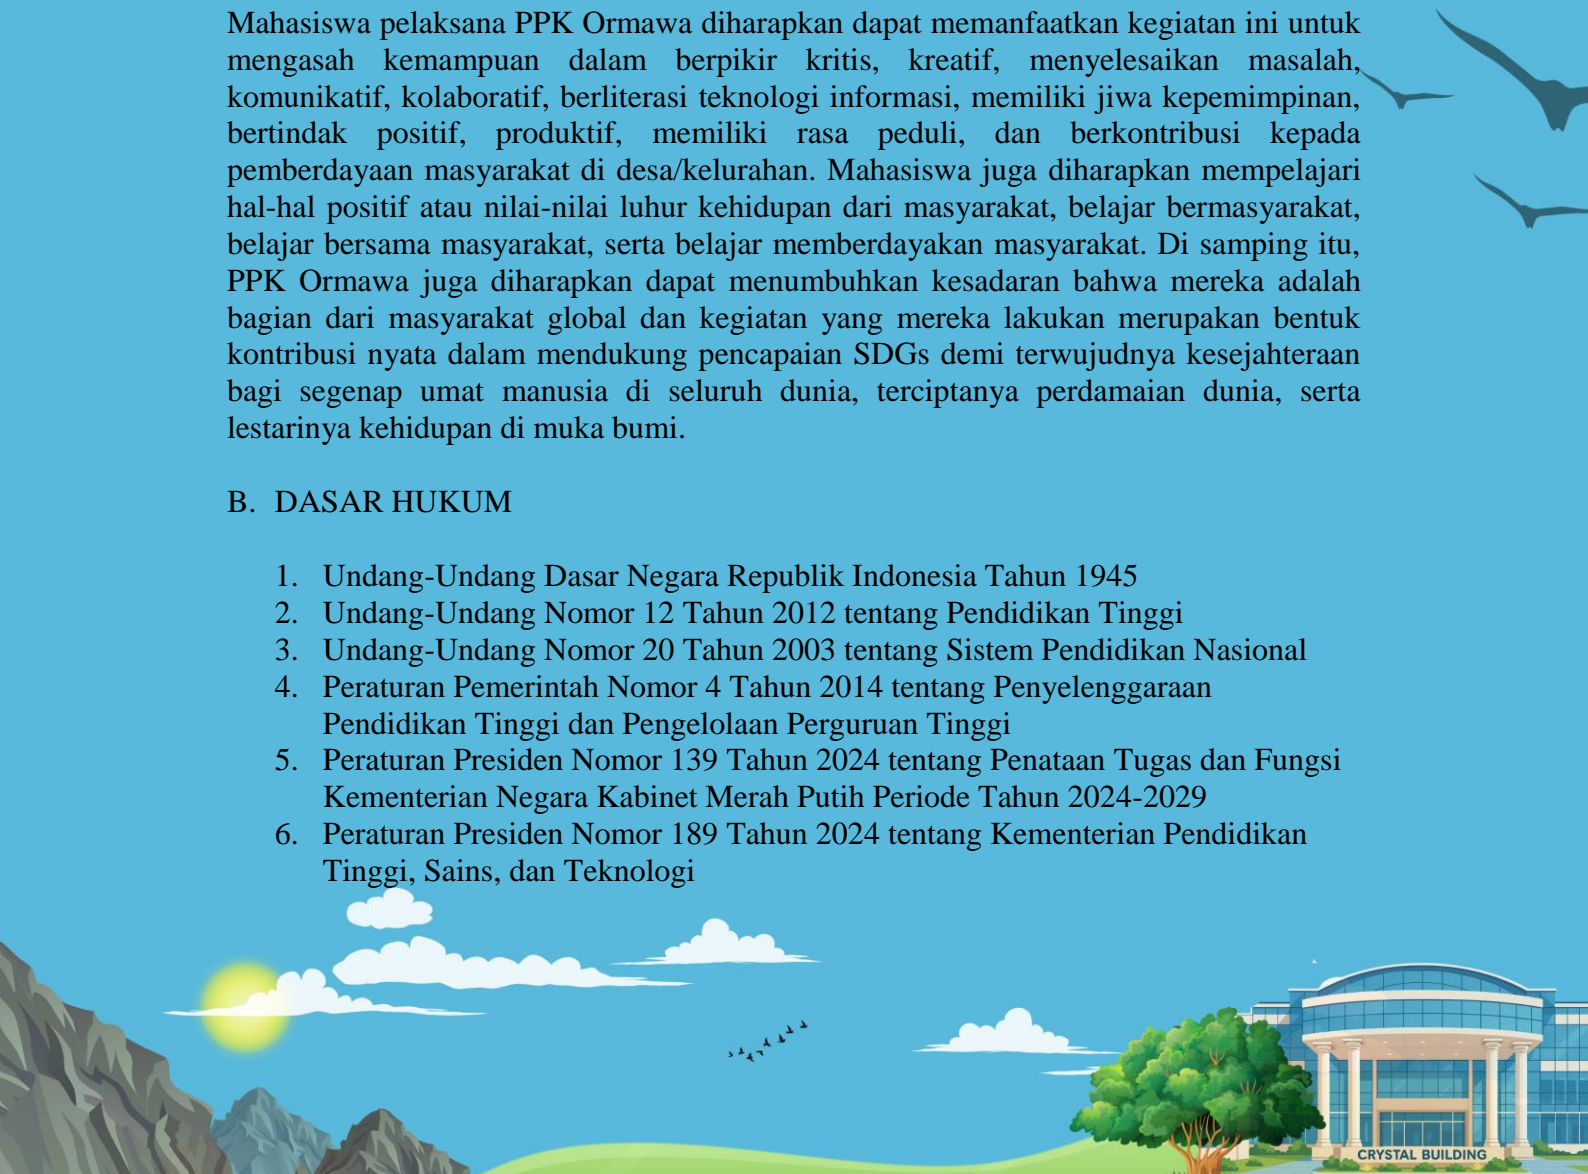 Mahasiswa pelaksana PPK Ormawa diharapkan dapat memanfaatkan kegiatan ini untuk
mengasah kemampuan dalam berpikir kritis, kreatif, menyelesaikan masalah,
komunikatif, kolaboratif, berliterasi teknologi informasi, memiliki jiwa kepemimpinan,
bertindak positif, produktif, memiliki rasa peduli, dan berkontribusi kepada
pemberdayaan masyarakat di desa/kelurahan. Mahasiswa juga diharapkan mempelajari
hal-hal positif atau nilai-nilai luhur kehidupan dari masyarakat, belajar bermasyarakat,
belajar bersama masyarakat, serta belajar memberdayakan masyarakat. Di samping itu,
PPK Ormawa juga diharapkan dapat menumbuhkan kesadaran bahwa mereka adalah
bagian dari masyarakat global dan kegiatan yang mereka lakukan merupakan bentuk
kontribusi nyata dalam mendukung pencapaian SDGs demi terwujudnya kesejahteraan
bagi segenap umat manusia di seluruh dunia, terciptanya perdamaian dunia, serta
lestarinya kehidupan di muka bumi.
B. DASAR HUKUM
1. Undang-Undang Dasar Negara Republik Indonesia Tahun 1945
2. Undang-Undang Nomor 12 Tahun 2012 tentang Pendidikan Tinggi
3. Undang-Undang Nomor 20 Tahun 2003 tentang Sistem Pendidikan Nasional
4. Peraturan Pemerintah Nomor 4 Tahun 2014 tentang Penyelenggaraan
Pendidikan Tinggi dan Pengelolaan Perguruan Tinggi
5. Peraturan Presiden Nomor 139 Tahun 2024 tentang Penataan Tugas dan Fungsi
Kementerian Negara Kabinet Merah Putih Periode Tahun 2024-2029
6. Peraturan Presiden Nomor 189 Tahun 2024 tentang Kementerian Pendidikan
Tinggi, Sains, dan Teknologi
CRYSTAL BUILDING